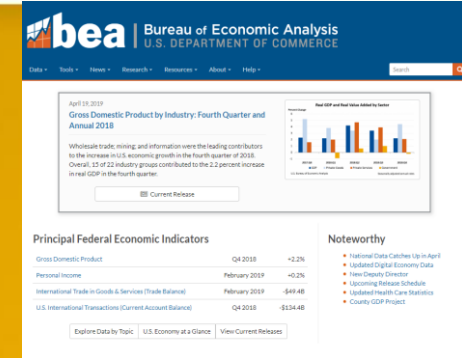 bea
Bureau of Economic Analysis
U.S. DEPARTMENT OF COMMERCE
Data Tools News Research Resources About Help
Search
April 19, 2019
Gross Domestic Product by Industry: Fourth Quarter and
Annual 2018
Wholesale trade; mining; and information were the leading contributors
to the increase in U.S. economic growth in the fourth quarter of 2018.
Overall, 15 of 22 industry groups contributed to the 2.2 percent increase
in real GDP in the fourth quarter.
Current Release
Real GDP and Real Value Added by Sector
Principal Federal Economic Indicators
Gross Domestic Product Q4 2018 +2.2%
Personal Income February 2019 +0.2%
International Trade in Goods & Services (Trade Balance) February 2019 -$49.4B
U.S. International Transactions (Current Account Balance) Q4 2018 -$134.4B
Explore Data by Topic U.S. Economy at a Glance View Current Releases
Noteworthy
National Data Catches Up in April
Updated Digital Economy Data
New Deputy Director
Upcoming Release Schedule
Updated Health Care Statistics
County GDP Project